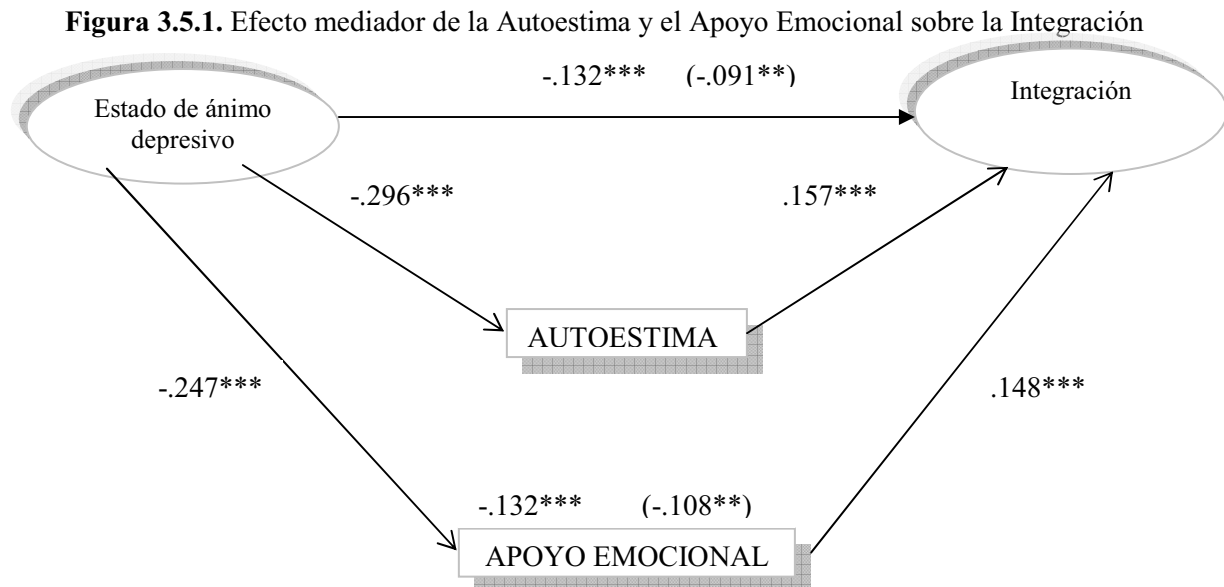 Figura 3.5.1. Efecto mediador de la Autoestima y el Apoyo Emocional sobre la Integración
-.132*** (-.091**)
Estado de ánimo
depresivo
Integración
-.296***
.157***
AUTOESTIMA
-.247***
.148***
-.132*** (-.108**)
APOYO EMOCIONAL